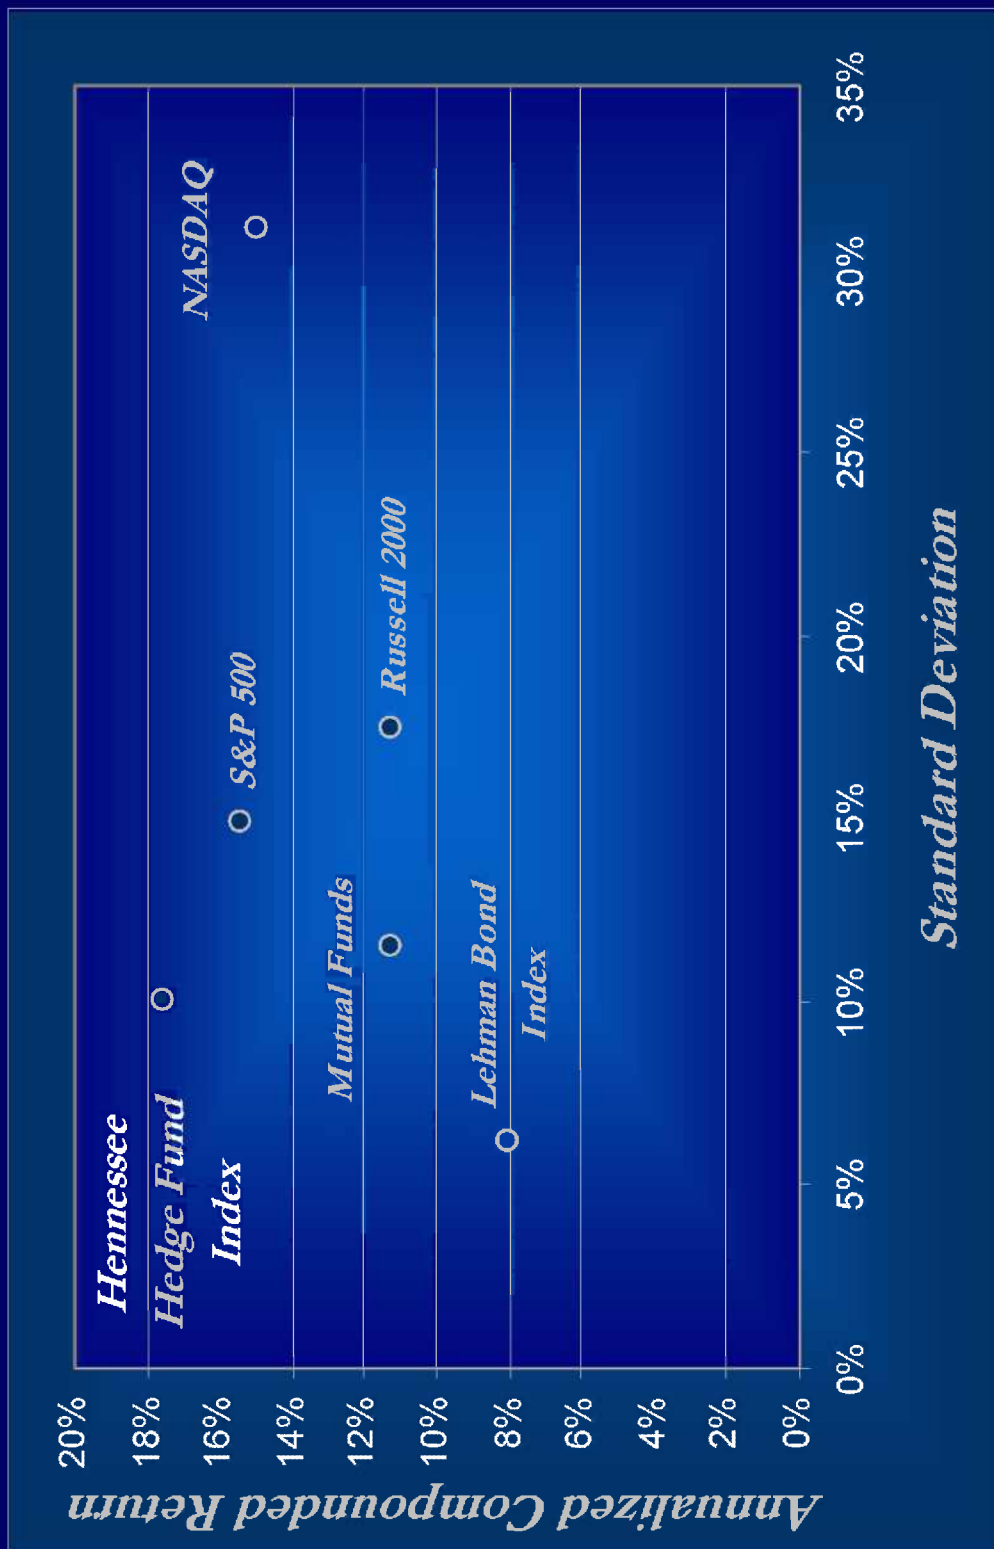 Annualized Compounded Return
20%
18%
16%
14%
12%
10%
8%
6%
4%
2%
0%
Hennessee
Hedge Fund
Index
NASDAQ
S&P 500
Mutual Funds
Russell 2000
Lehman Bond
Index
0%
5%
10%
15%
20%
25%
30%
35%
Standard Deviation